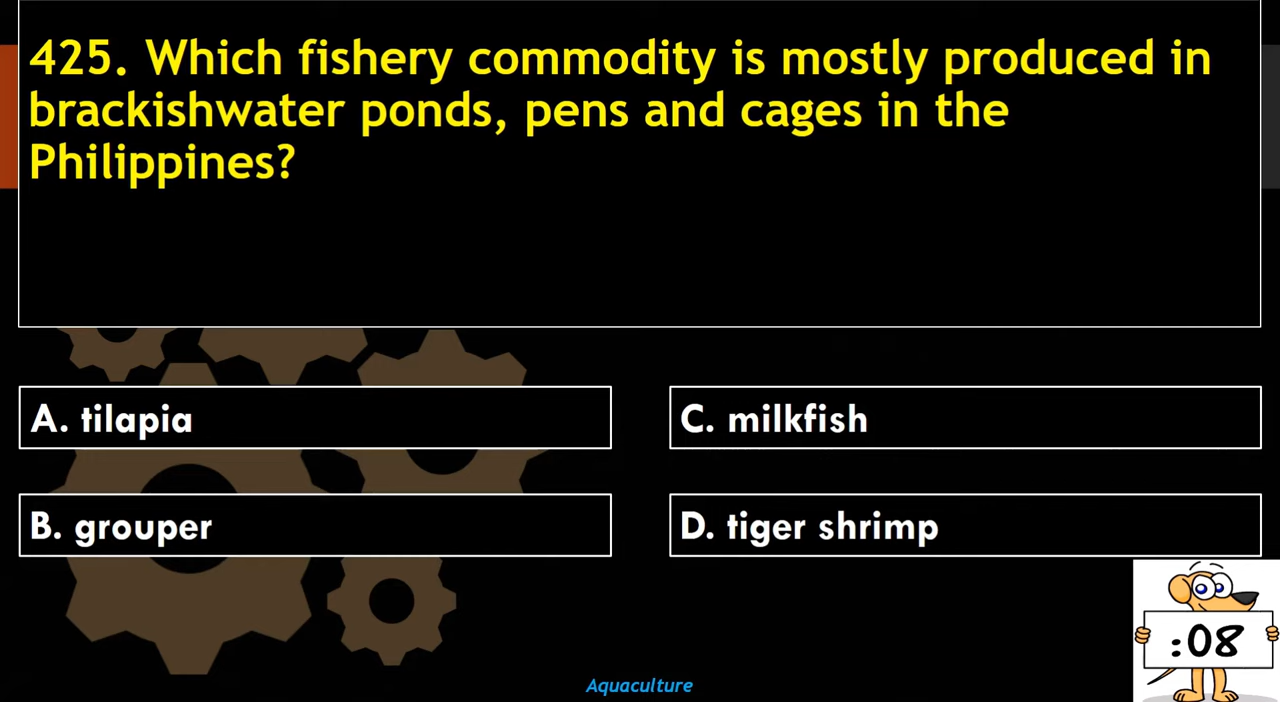 425. Which fishery commodity is mostly produced in
brackishwater ponds, pens and cages in the
Philippines?
A. tilapia
C. milkfish
B. grouper
D. tiger shrimp
:08
Aquaculture